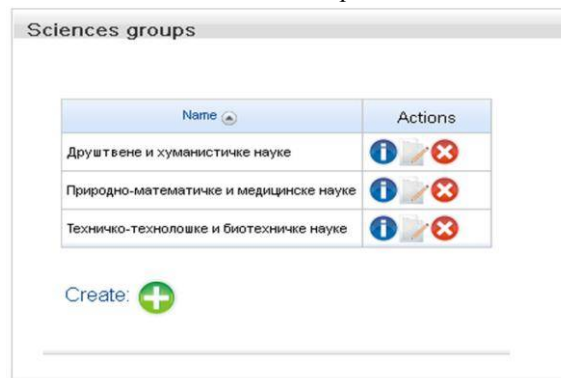 Sciences groups
Name Actions
Друштвене и хуманистичке науке
Природно-математичке и медицинске науке
Техничко-технолошке и биотехничке науке
Create: